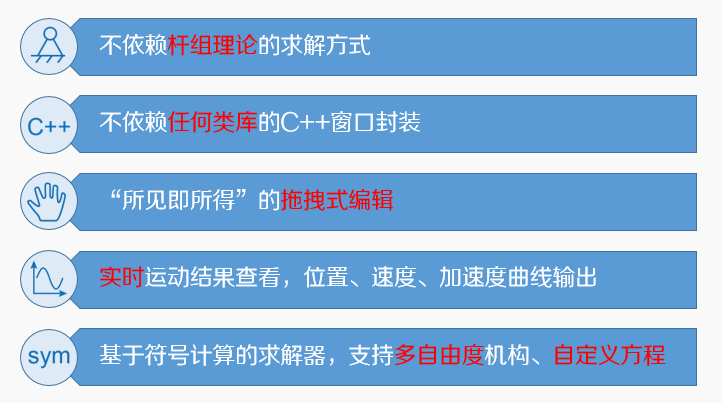 不依赖杆组理论的求解方式
C++
不依赖任何类库的C++窗口封装
“所见即所得”的拖拽式编辑
实时运动结果查看，位置、速度、加速度曲线输出
sym
基于符号计算的求解器，支持多自由度机构、自定义方程